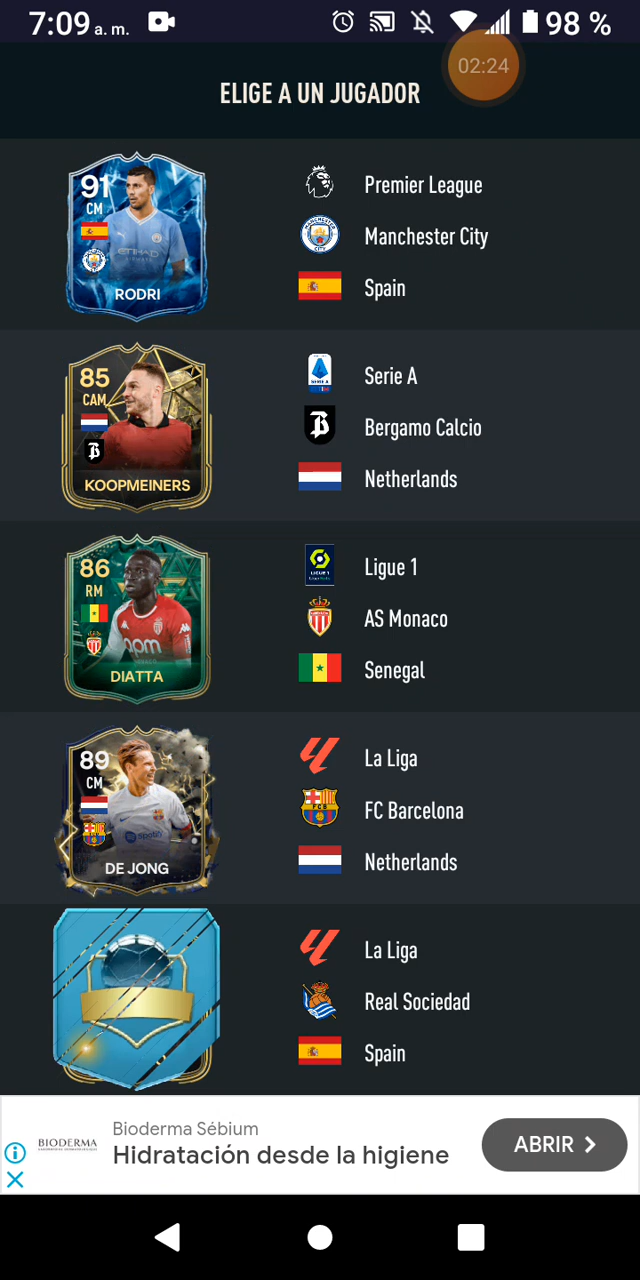 7:09 a. m.
98 %
02:24
ELIGE A UN JUGADOR
91
CM
RODRI
Premier League
Manchester City
Spain
85
CAM
KOOPMEINERS
Serie A
Bergamo Calcio
Netherlands
86
RM
DIATTA
Ligue 1
AS Monaco
Senegal
89
CM
DE JONG
La Liga
FC Barcelona
Netherlands
La Liga
Real Sociedad
Spain
BIODERMA
Bioderma Sébium
Hidratación desde la higiene
ABRIR